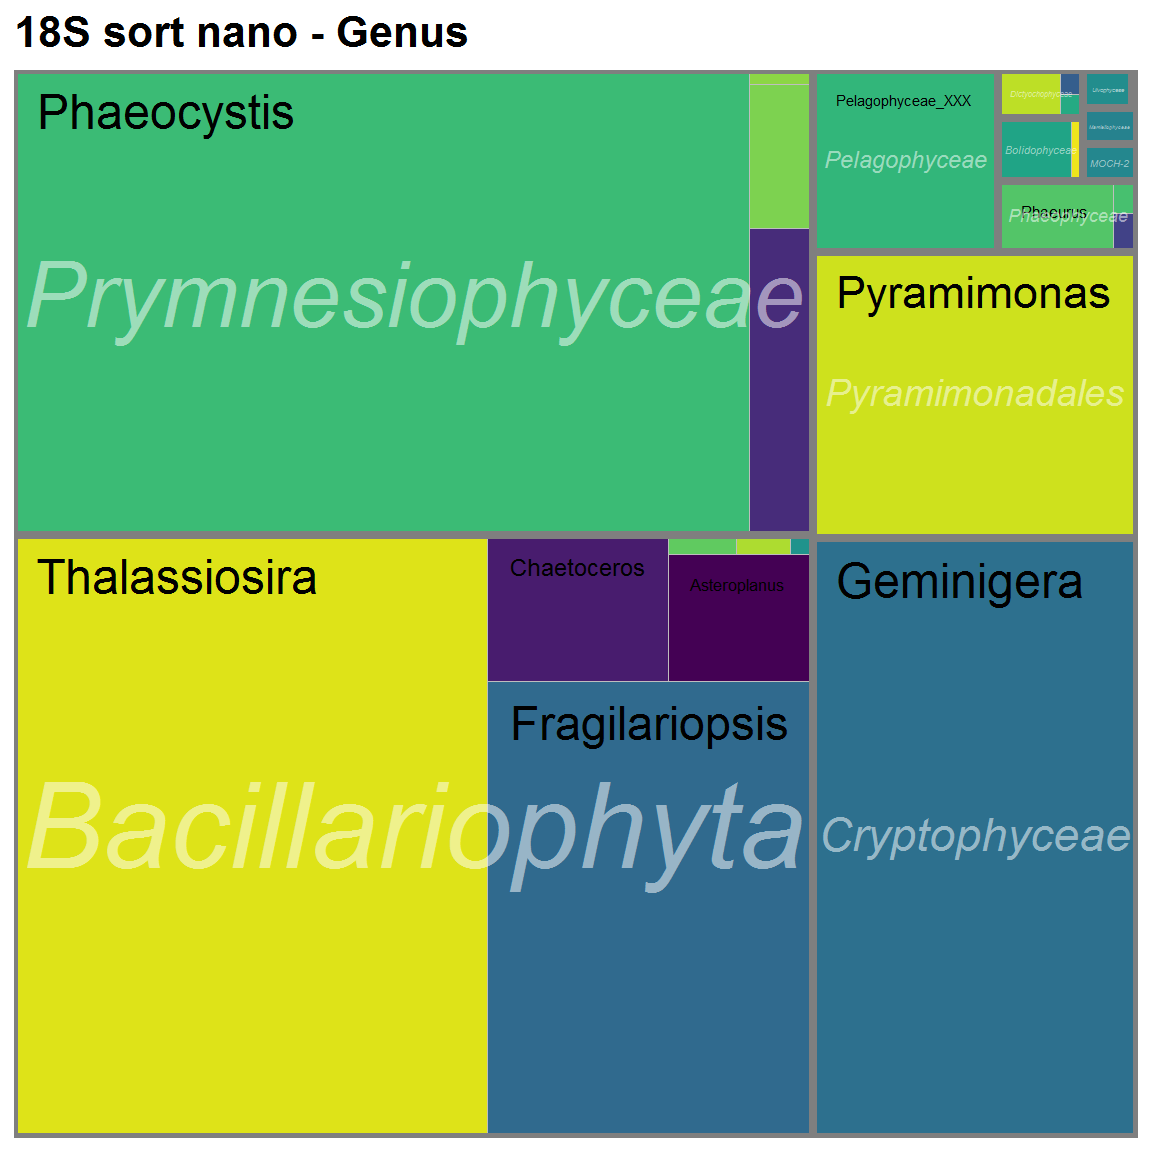 18S sort nano - Genus
Phaeocystis
Prymnesiophyceae
Pelagophyceae_XXX
Pelagophyceae
Dictyochophyceae
Ulvophyceae
Bolidophyceae
Mamiellophyceae
MOCH-2
Phaeurus
Phaeophyceae
Pyramimonas
Pyramimonadales
Thalassiosira
Chaetoceros
Asteroplanus
Fragilariopsis
Bacillariophyta
Geminigera
Cryptophyceae